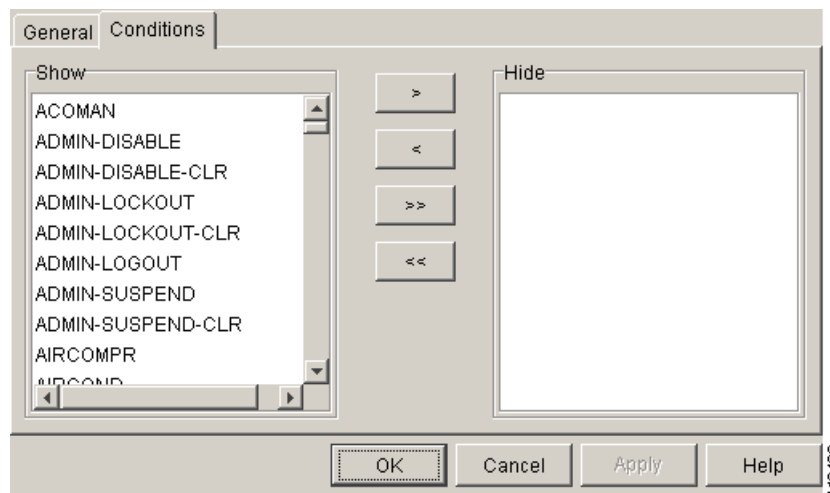 General Conditions
Show
ACOMAN
ADMIN-DISABLE
ADMIN-DISABLE-CLR
ADMIN-LOCKOUT
ADMIN-LOCKOUT-CLR
ADMIN-LOGOUT
ADMIN-SUSPEND
ADMIN-SUSPEND-CLR
AIRCOMPR
AIRCOND
>
<
>>
<<
Hide
OK Cancel Apply Help